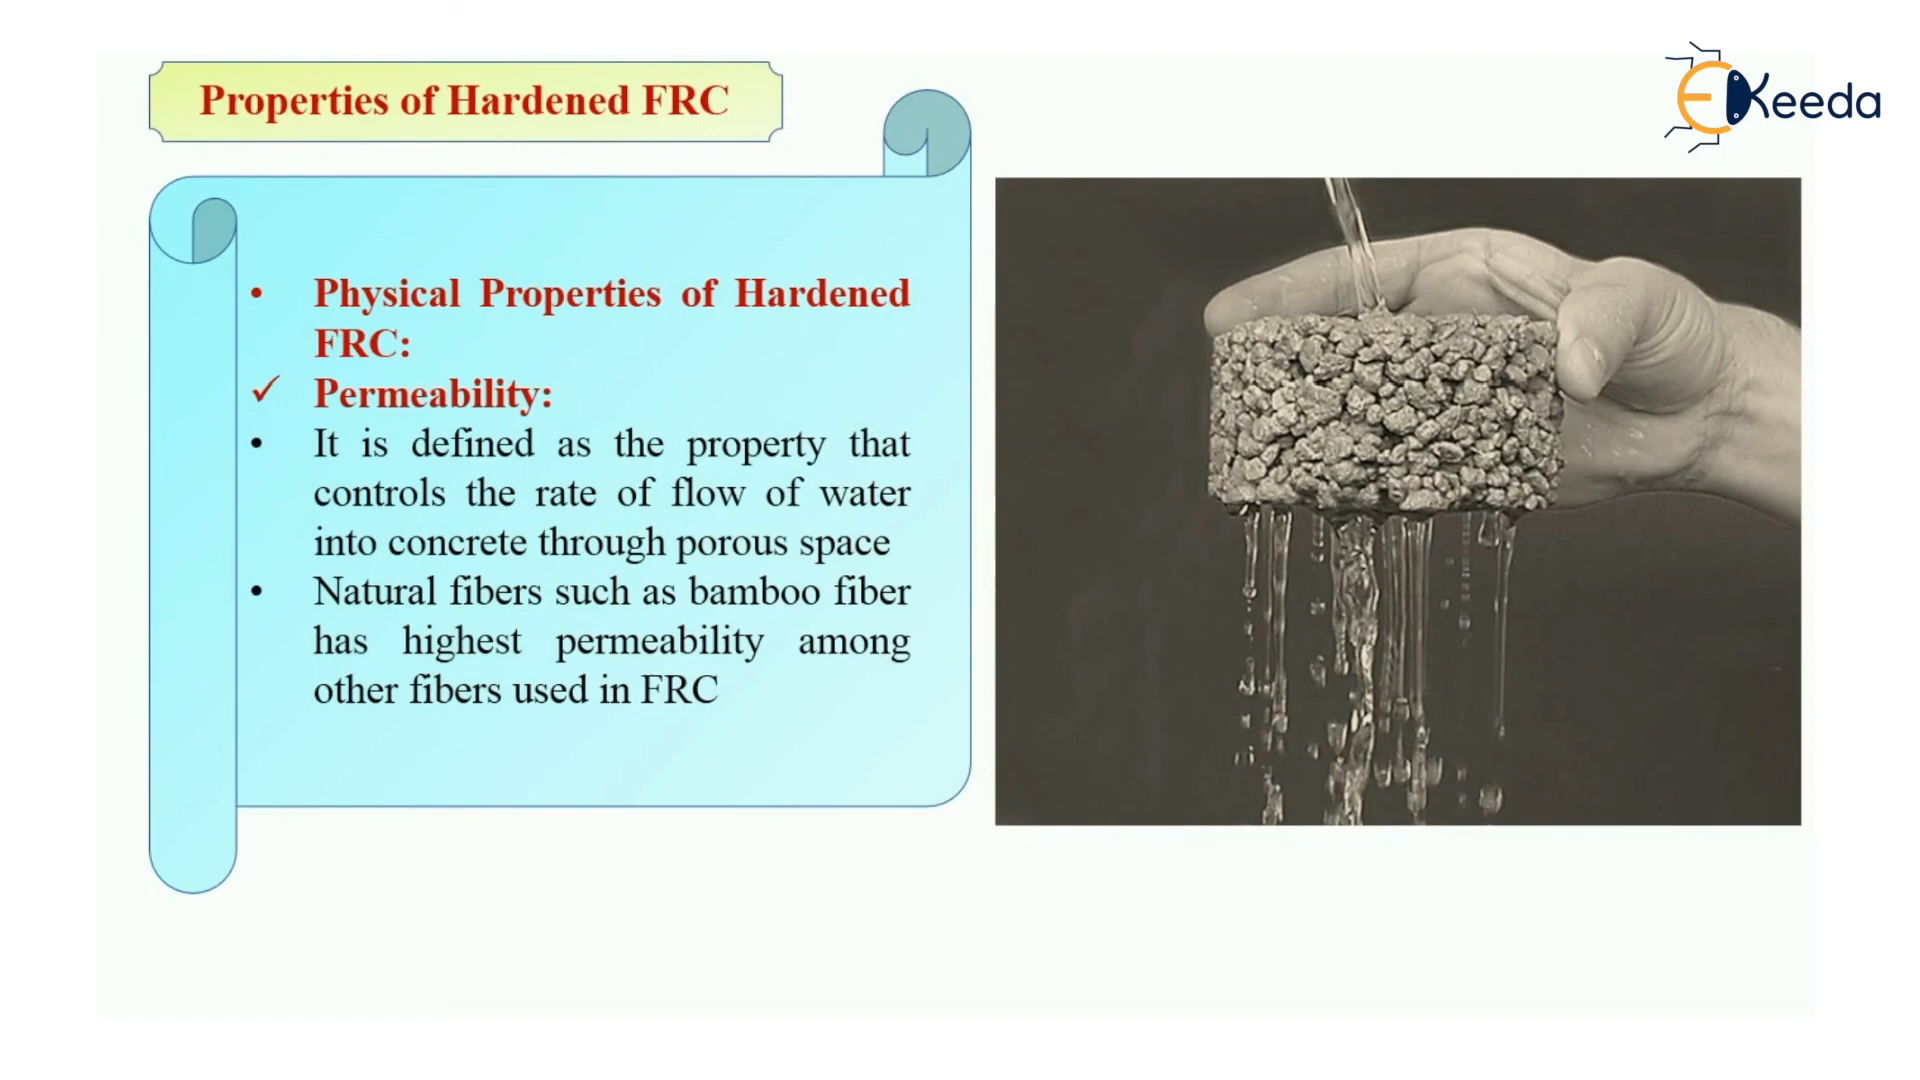 Properties of Hardened FRC
EKeeda
• Physical Properties of Hardened
FRC:
✓ Permeability:
• It is defined as the property that
controls the rate of flow of water
into concrete through porous space
• Natural fibers such as bamboo fiber
has highest permeability among
other fibers used in FRC